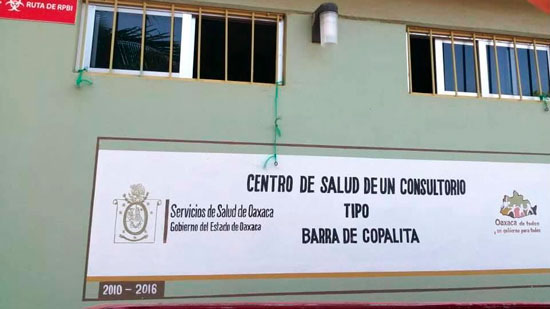 RUTA DE RPBI
CENTRO DE SALUD DE UN CONSULTORIO
TIPO
BARRA DE COPALITA
Servicios de Salud de Oaxaca
Gobierno del Estado de Oaxaca
Oaxaca de todos
un gobierno para todos
2010 - 2016